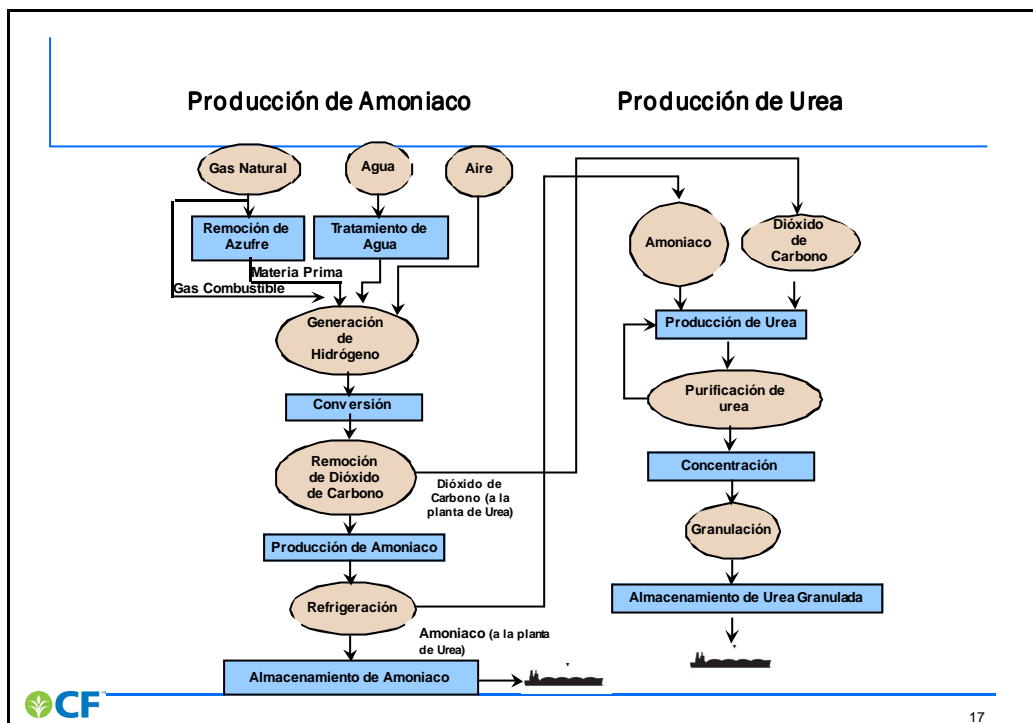 Producción de Amoniaco
Producción de Urea
Gas Natural
Agua
Aire
Remoción de
Azufre
Tratamiento de
Agua
Materia Prima
Gas Combustible
Generación
de
Hidrógeno
Conversión
Remoción
de Dióxido
de Carbono
Dióxido de
Carbono (a la
planta de Urea)
Producción de Amoniaco
Refrigeración
Amoniaco (a la planta
de Urea)
Almacenamiento de Amoniaco
Amoniaco
Dióxido
de
Carbono
Producción de Urea
Purificación de
urea
Concentración
Granulación
Almacenamiento de Urea Granulada
CF
17